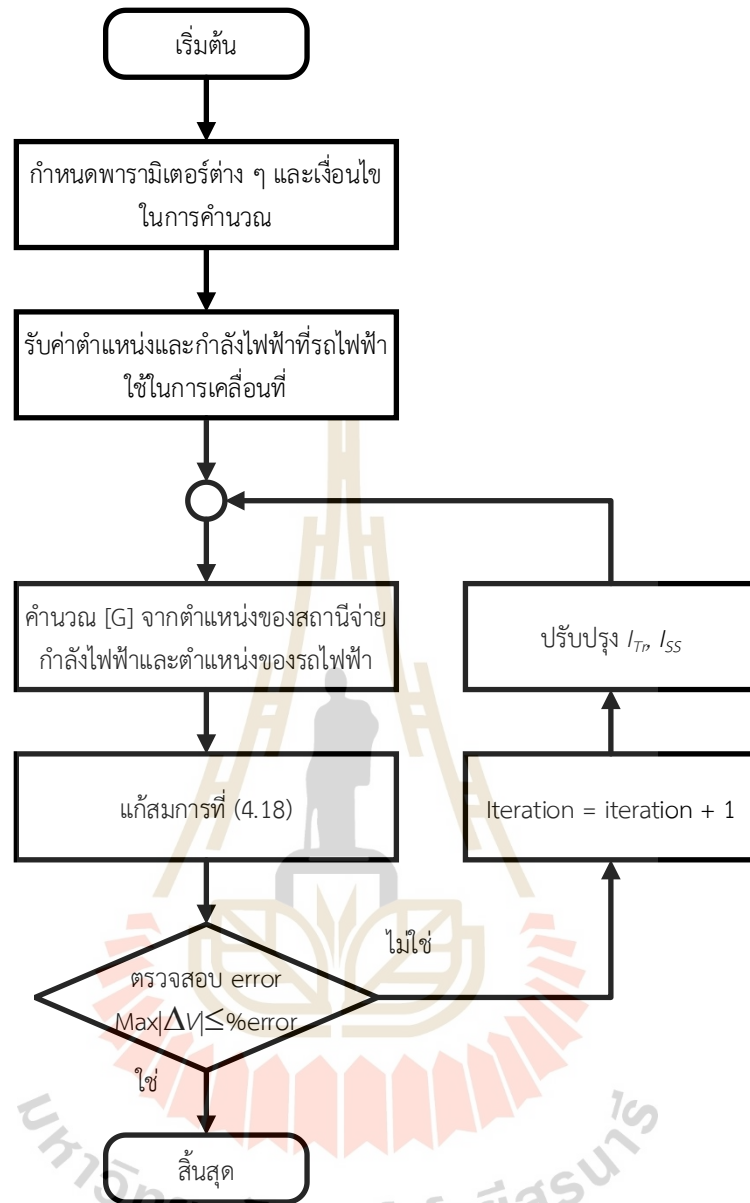 เริ่มต้น
กำหนดพารามิเตอร์ต่าง ๆ และเงื่อนไข
ในการคำนวณ
รับค่าตำแหน่งและกำลังไฟฟ้าที่รถไฟฟ้า
ใช้ในการเคลื่อนที่
คำนวณ [G] จากตำแหน่งของสถานีจ่าย
กำลังไฟฟ้าและตำแหน่งของรถไฟฟ้า
ปรับปรุง I_Tr, I_SS
แก้สมการที่ (4.18)
Iteration = iteration + 1
ตรวจสอบ error
Max|ΔV|≤%error
ไม่ใช่
ใช่
สิ้นสุด